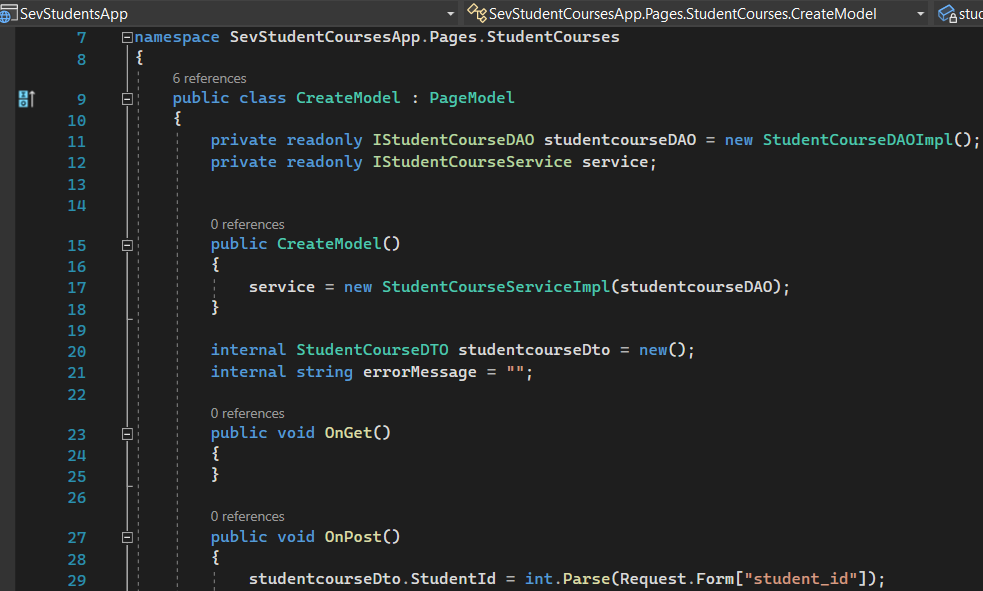 SevStudentsApp SevStudentCoursesApp.Pages.StudentCourses.CreateModel
7 namespace SevStudentCoursesApp.Pages.StudentCourses
8 {
6 references
9 public class CreateModel : PageModel
10 {
11 private readonly IStudentCourseDAO studentcourseDAO = new StudentCourseDAOImpl();
12 private readonly IStudentCourseService service;
13
14
0 references
15 public CreateModel()
16 {
17 service = new StudentCourseServiceImpl(studentcourseDAO);
18 }
19
20 internal StudentCourseDTO studentcourseDto = new();
21 internal string errorMessage = "";
22
0 references
23 public void OnGet()
24 {
25 }
26
0 references
27 public void OnPost()
28 {
29 studentcourseDto.StudentId = int.Parse(Request.Form["student_id"]);